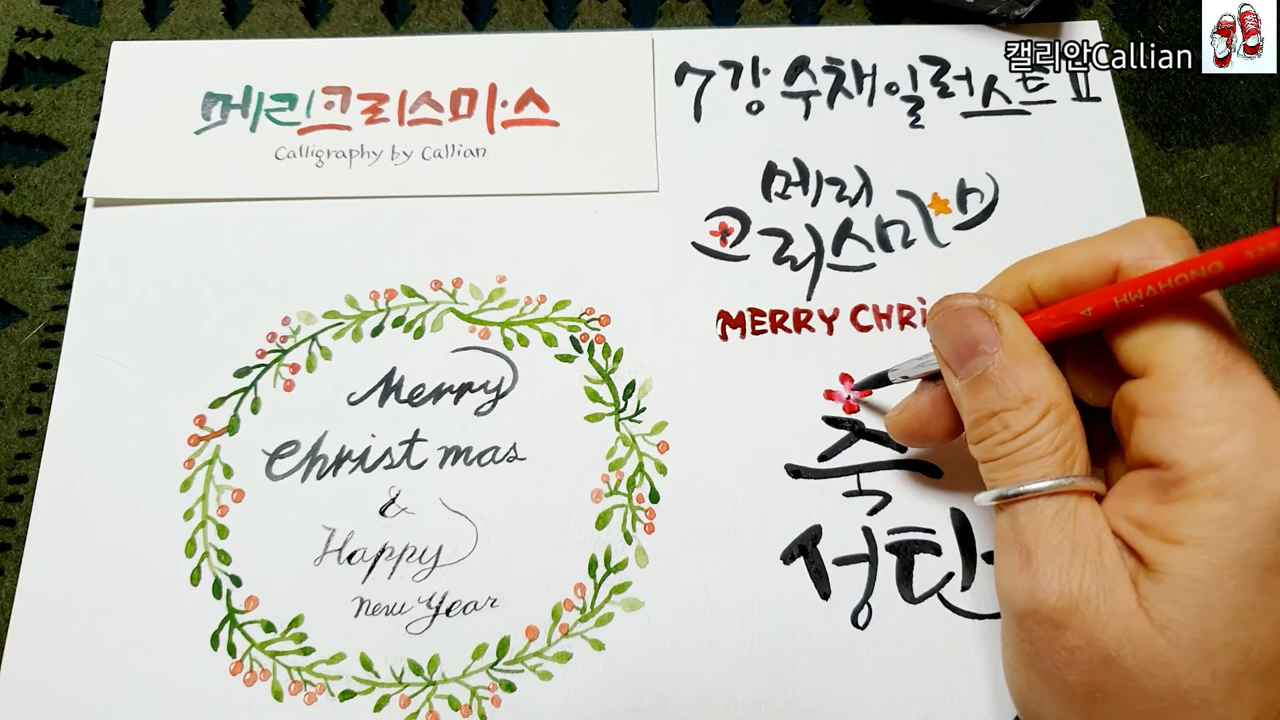 캘리안Callian
메리크리스마스
Calligraphy by Callian
Merry
Christmas
&
Happy
New Year
7강 수채일러스트 II
메리
크리스마스
MERRY CHRi
축
성탄
HWAHONG 4